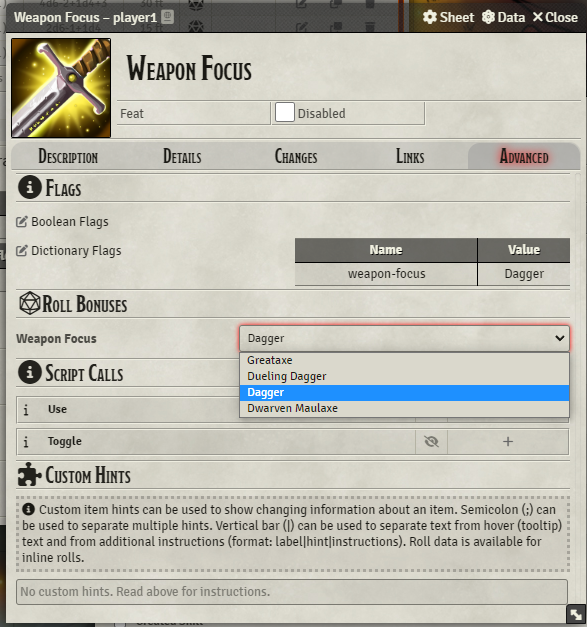 Weapon Focus – player1 Sheet Data Close
Weapon Focus
Feat Disabled
Description Details Changes Links Advanced
Flags
Boolean Flags
Dictionary Flags
Name Value
weapon-focus Dagger
Roll Bonuses
Weapon Focus Dagger
Greataxe
Dueling Dagger
Dagger
Dwarven Maulaxe
Script Calls
Use
Toggle
Custom Hints
Custom item hints can be used to show changing information about an item. Semicolon (;) can
be used to separate multiple hints. Vertical bar (|) can be used to separate text from hover (tooltip)
text and from additional instructions (format: label|hint|instructions). Roll data is available for
inline rolls.
No custom hints. Read above for instructions.